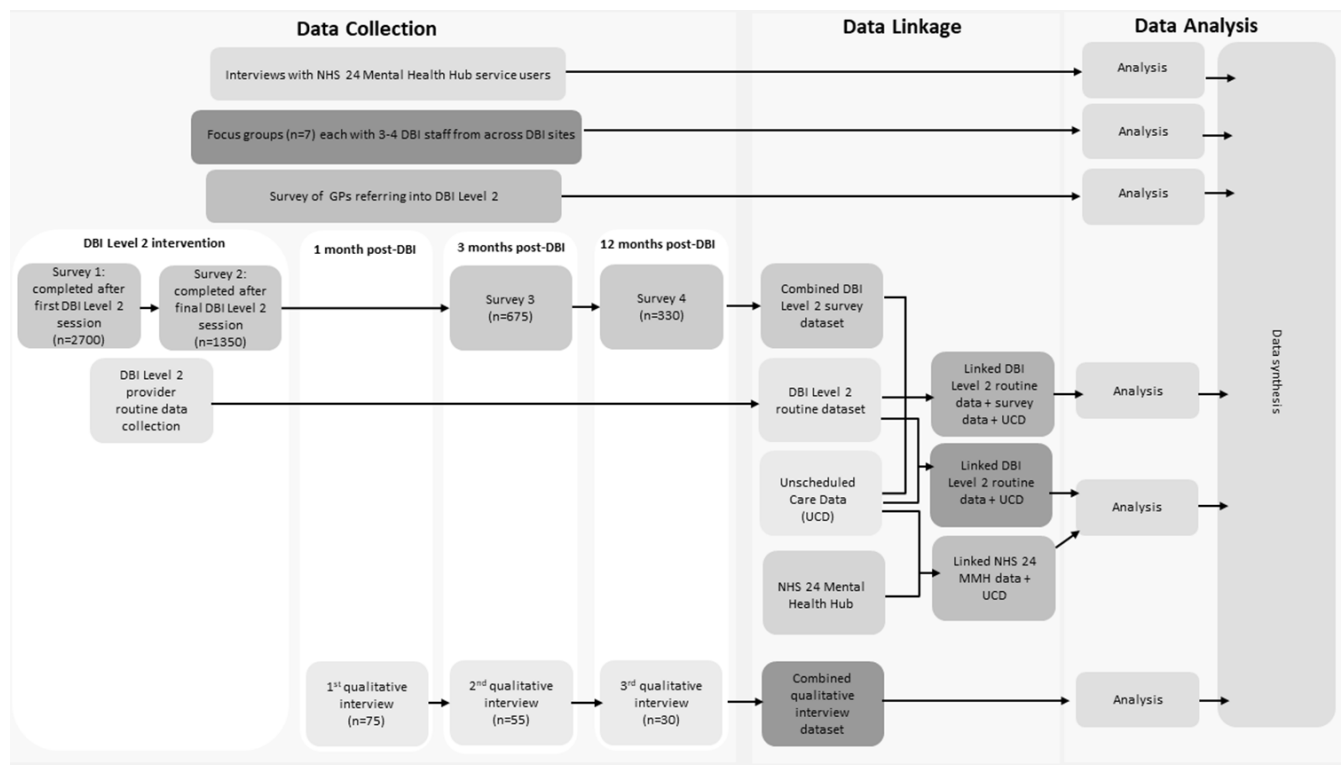 Data Collection
Data Linkage
Data Analysis
Interviews with NHS 24 Mental Health Hub service users
Analysis
Focus groups (n=7) each with 3-4 DBI staff from across DBI sites
Analysis
Survey of GPs referring into DBI Level 2
Analysis
DBI Level 2 intervention
1 month post-DBI
3 months post-DBI
12 months post-DBI
Survey 1:
completed after
first DBI Level 2
session
(n=2700)
Survey 2:
completed after
final DBI Level 2
session
(n=1350)
Survey 3
(n=675)
Survey 4
(n=330)
Combined DBI
Level 2 survey
dataset
DBI Level 2
provider
routine data
collection
DBI Level 2
routine dataset
Linked DBI
Level 2 routine
data + survey
data + UCD
Analysis
Unscheduled
Care Data
(UCD)
Linked DBI
Level 2 routine
data + UCD
Analysis
NHS 24 Mental
Health Hub
Linked NHS 24
MMH data +
UCD
1st qualitative
interview
(n=75)
2nd qualitative
interview
(n=55)
3rd qualitative
interview
(n=30)
Combined
qualitative
interview
dataset
Analysis
Data synthesis